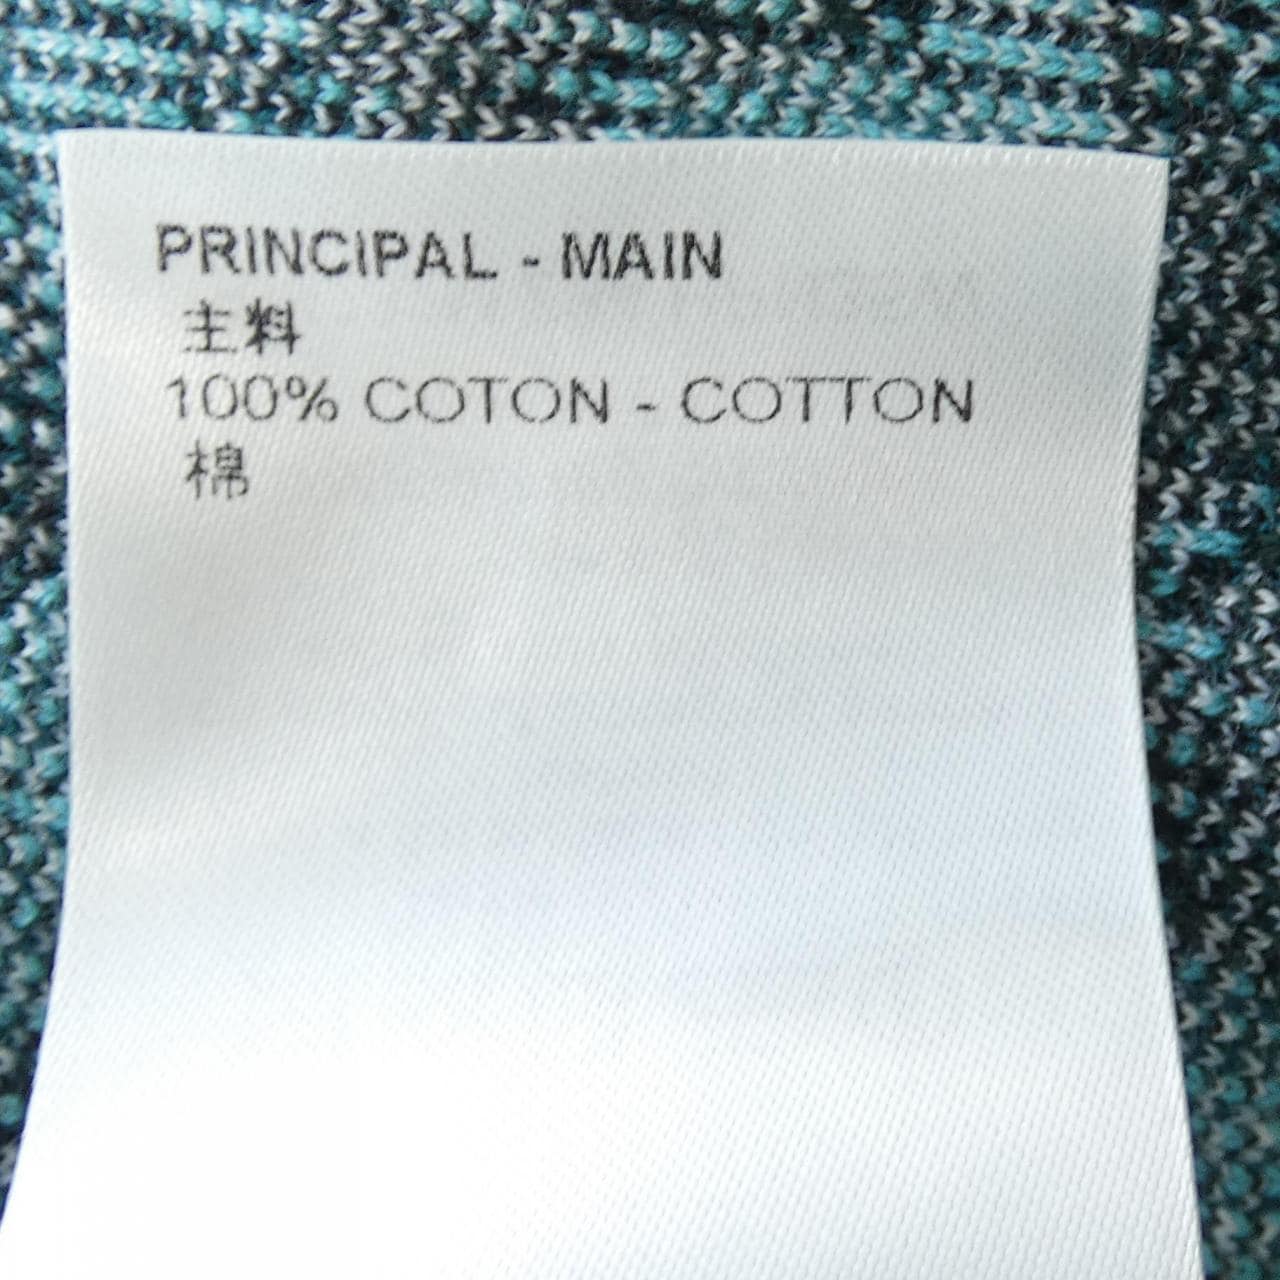 PRINCIPAL - MAIN
主料
100% COTON - COTTON
棉